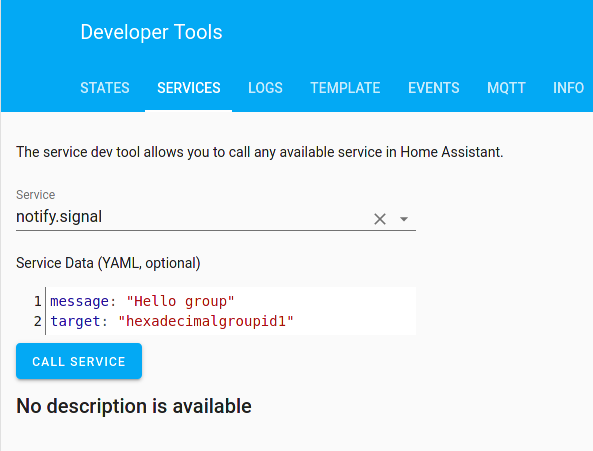 Developer Tools
STATES SERVICES LOGS TEMPLATE EVENTS MQTT INFO
The service dev tool allows you to call any available service in Home Assistant.
Service
notify.signal
Service Data (YAML, optional)
1 message: "Hello group"
2 target: "hexadecimalgroupid1"
CALL SERVICE
No description is available